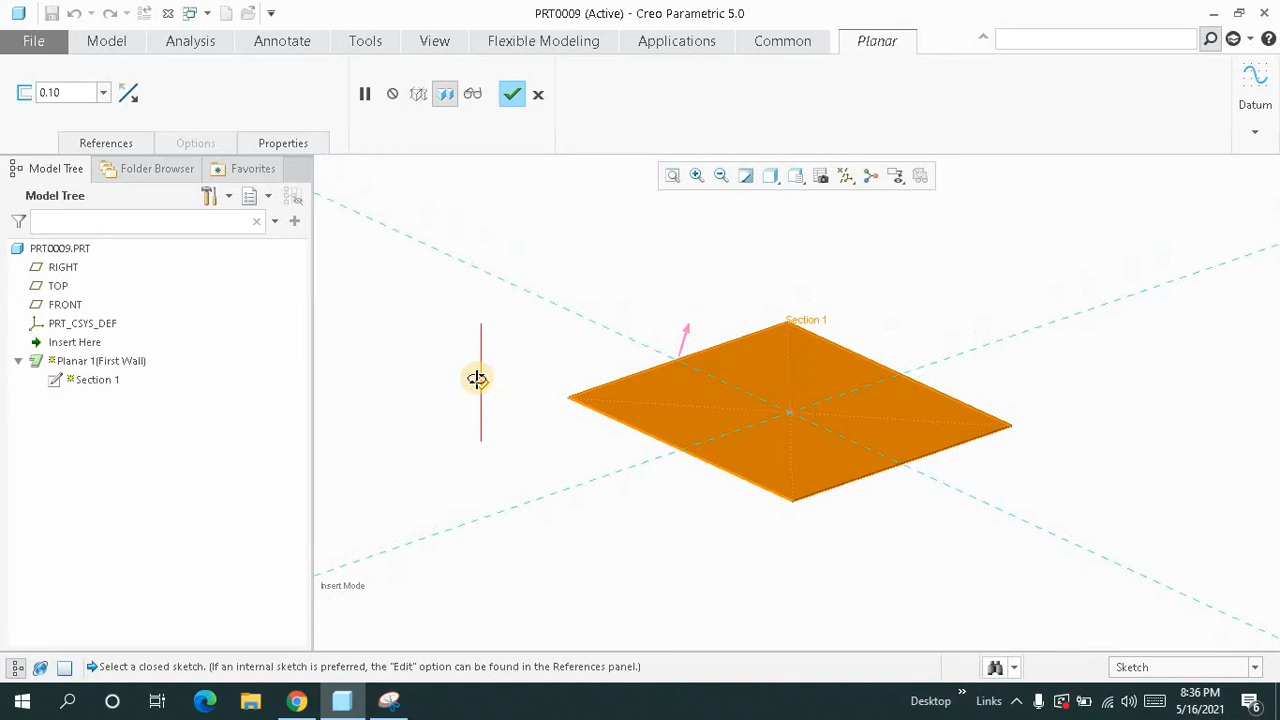 PRT0009 (Active) - Creo Parametric 5.0
File Model Analysis Annotate Tools View Flexible Modeling Applications Common Planar
0.10
Datum
References Options Properties
Model Tree Folder Browser Favorites
Model Tree
PRT0009.PRT
RIGHT
TOP
FRONT
PRT_CSYS_DEF
Insert Here
Planar 1(First Wall)
Section 1
Section 1
Insert Mode
Select a closed sketch. (If an internal sketch is preferred, the "Edit" option can be found in the References panel.)
Sketch
Desktop » Links
8:36 PM
5/16/2021
6